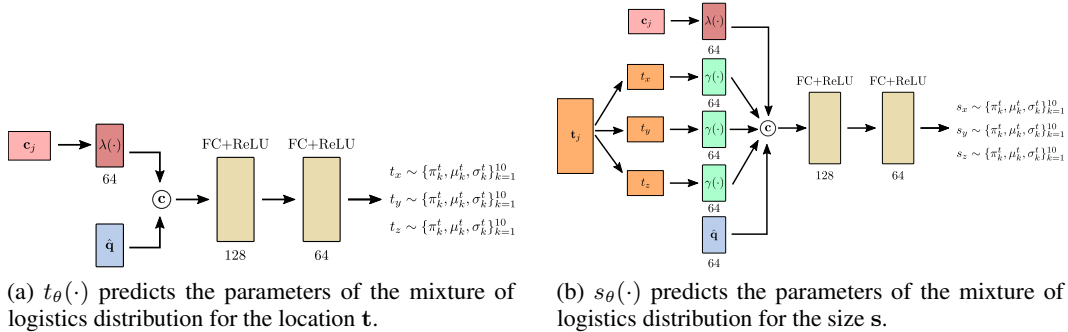 c_j
λ(·)
64
q̂
c
FC+ReLU
128
FC+ReLU
64
t_x ∼ {π_k^t, μ_k^t, σ_k^t}_{k=1}^{10}
t_y ∼ {π_k^t, μ_k^t, σ_k^t}_{k=1}^{10}
t_z ∼ {π_k^t, μ_k^t, σ_k^t}_{k=1}^{10}
(a) t_θ(·) predicts the parameters of the mixture of
logistics distribution for the location t.
c_j
λ(·)
64
t_j
t_x
γ(·)
64
t_y
γ(·)
64
t_z
γ(·)
64
q̂
64
c
FC+ReLU
128
FC+ReLU
64
s_x ∼ {π_k^t, μ_k^t, σ_k^t}_{k=1}^{10}
s_y ∼ {π_k^t, μ_k^t, σ_k^t}_{k=1}^{10}
s_z ∼ {π_k^t, μ_k^t, σ_k^t}_{k=1}^{10}
(b) s_θ(·) predicts the parameters of the mixture of
logistics distribution for the size s.